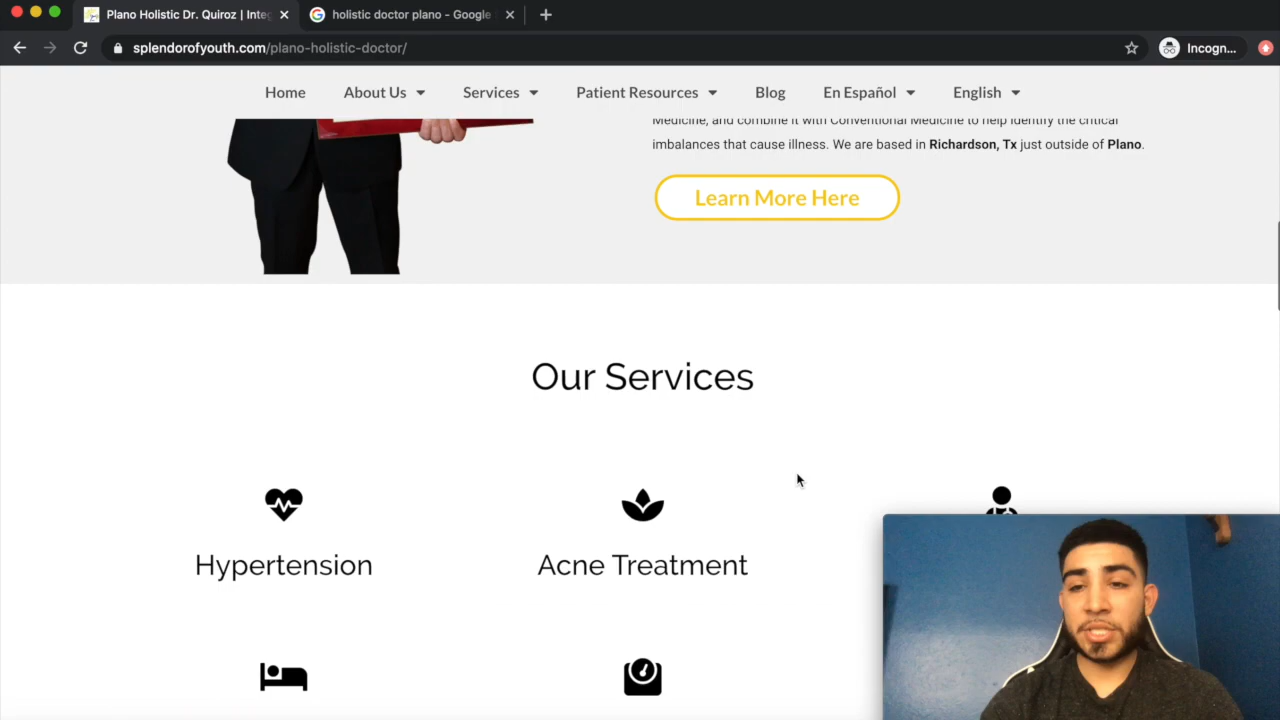 Plano Holistic Dr. Quiroz | Inte
holistic doctor plano - Google
splendorofyouth.com/plano-holistic-doctor/
Incogn...
Home About Us Services Patient Resources Blog En Español English
Medicine, and combine it with Conventional Medicine to help identify the critical
imbalances that cause illness. We are based in Richardson, Tx just outside of Plano.
Learn More Here
Our Services
Hypertension
Acne Treatment